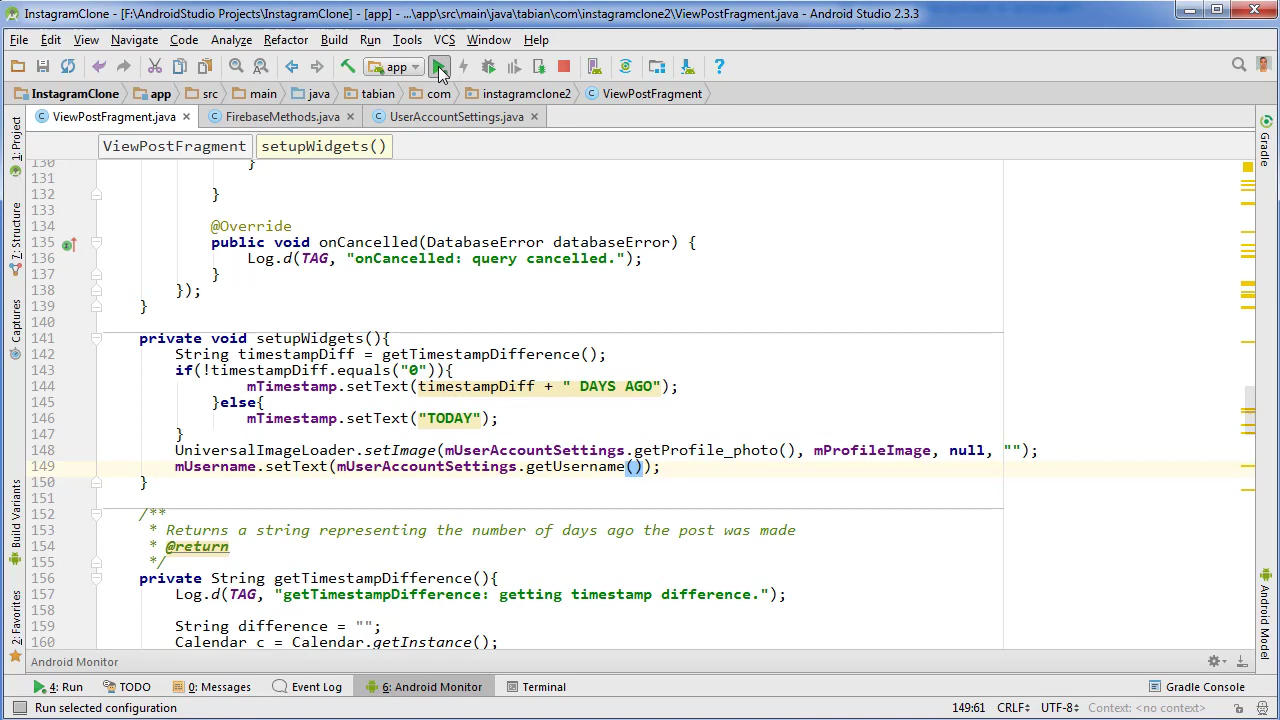 InstagramClone - [F:\AndroidStudio Projects\InstagramClone] - [app] - ...\app\src\main\java\tabian\com\instagramclone2\ViewPostFragment.java - Android Studio 2.3.3
File Edit View Navigate Code Analyze Refactor Build Run Tools VCS Window Help
app
InstagramClone app src main java tabian com instagramclone2 ViewPostFragment
ViewPostFragment.java FirebaseMethods.java UserAccountSettings.java
ViewPostFragment setupWidgets()
130 }
131
132 }
133
134 @Override
135 public void onCancelled(DatabaseError databaseError) {
136 Log.d(TAG, "onCancelled: query cancelled.");
137 }
138 });
139 }
140
141 private void setupWidgets(){
142 String timestampDiff = getTimestampDifference();
143 if(!timestampDiff.equals("0")){
144 mTimestamp.setText(timestampDiff + " DAYS AGO");
145 }else{
146 mTimestamp.setText("TODAY");
147 }
148 UniversalImageLoader.setImage(mUserAccountSettings.getProfile_photo(), mProfileImage, null, "");
149 mUsername.setText(mUserAccountSettings.getUsername());
150 }
151
152 /**
153 * Returns a string representing the number of days ago the post was made
154 * @return
155 */
156 private String getTimestampDifference(){
157 Log.d(TAG, "getTimestampDifference: getting timestamp difference.");
158
159 String difference = "";
160 Calendar c = Calendar.getInstance();
1: Project
7: Structure
Captures
Build Variants
2: Favorites
Gradle
Android Model
Android Monitor
4: Run TODO 0: Messages Event Log 6: Android Monitor Terminal Gradle Console
Run selected configuration 149:61 CRLF UTF-8 Context: <no context>